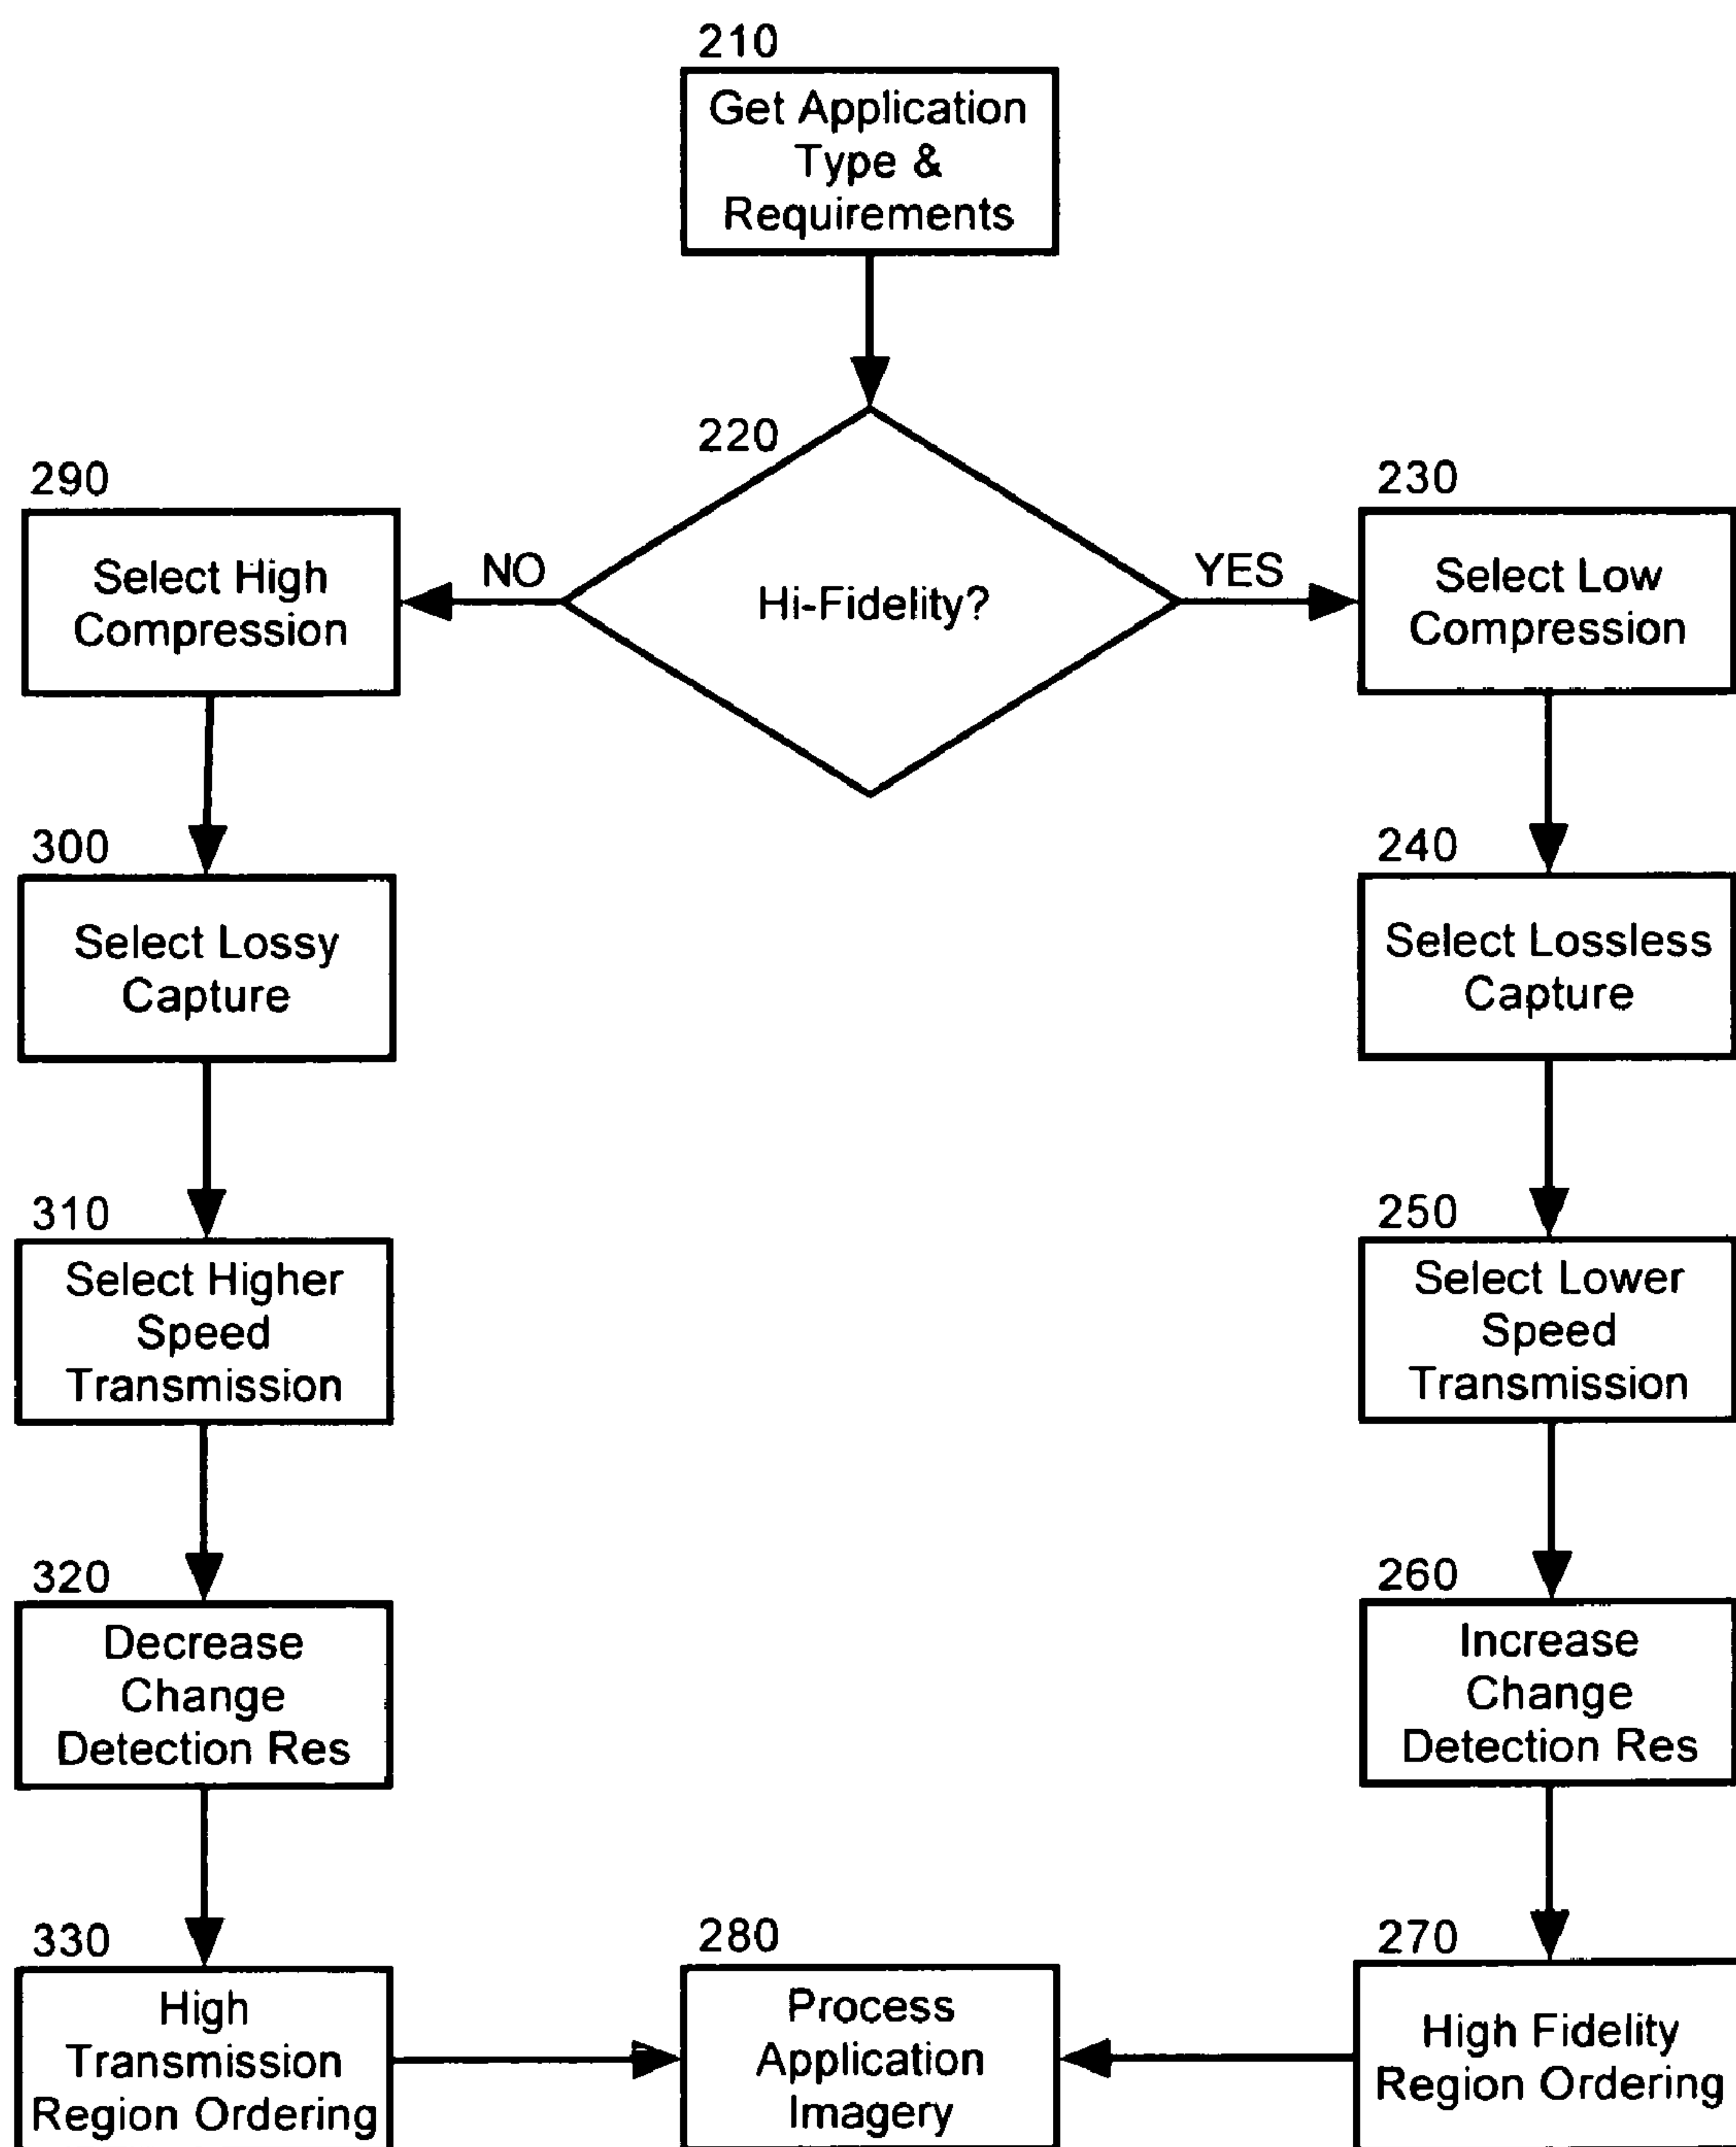 210
Get Application
Type &
Requirements
220
Hi-Fidelity?
NO
YES
290
Select High
Compression
230
Select Low
Compression
300
Select Lossy
Capture
240
Select Lossless
Capture
310
Select Higher
Speed
Transmission
250
Select Lower
Speed
Transmission
320
Decrease
Change
Detection Res
260
Increase
Change
Detection Res
330
High
Transmission
Region Ordering
280
Process
Application
Imagery
270
High Fidelity
Region Ordering